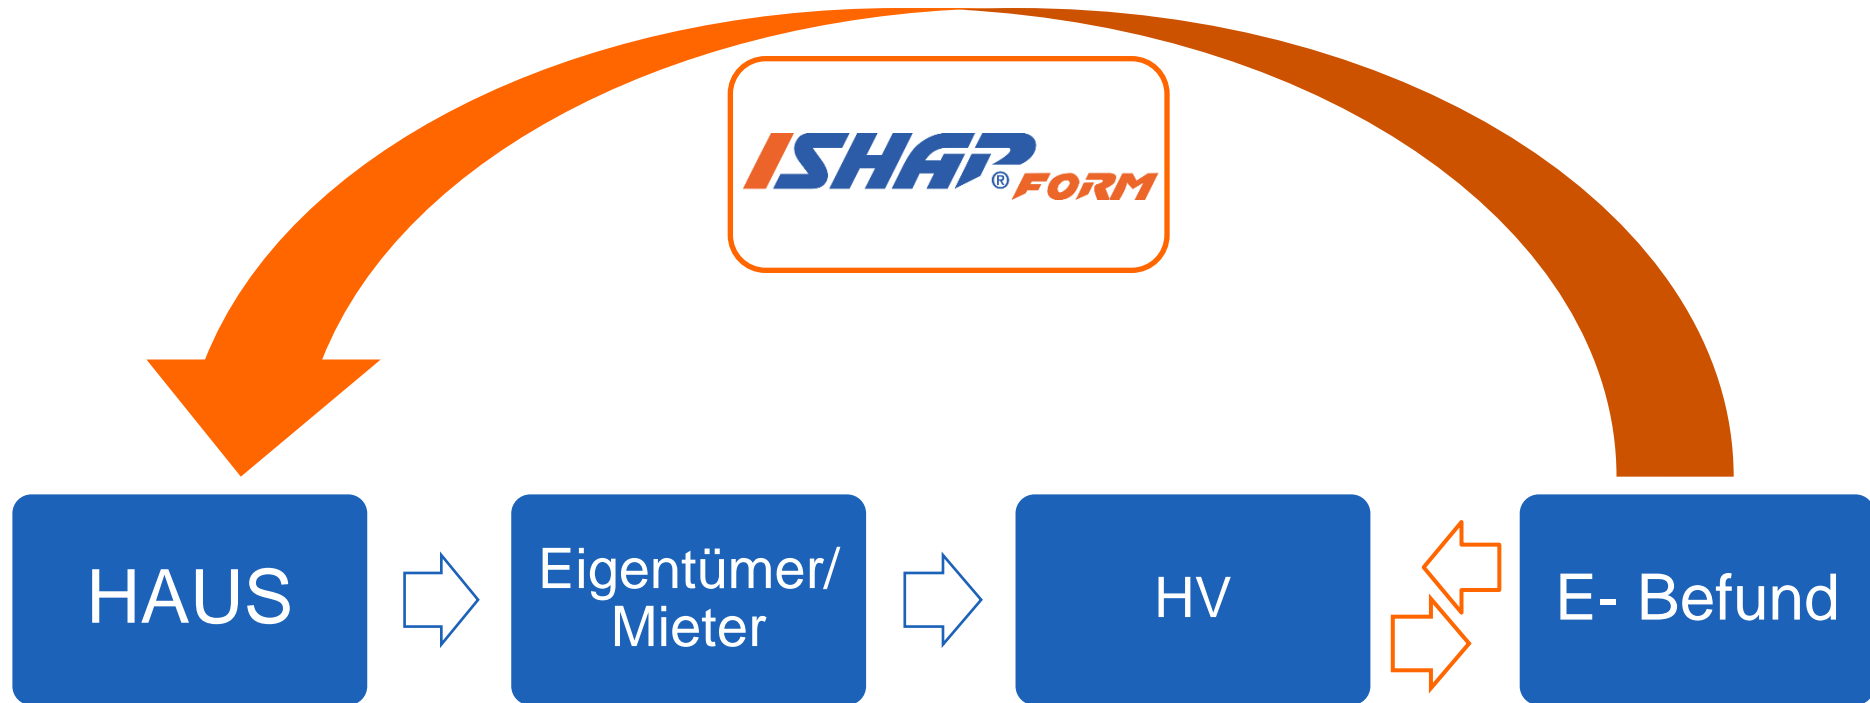 ISHAP®
FORM
HAUS
Eigentümer/
Mieter
HV
E- Befund